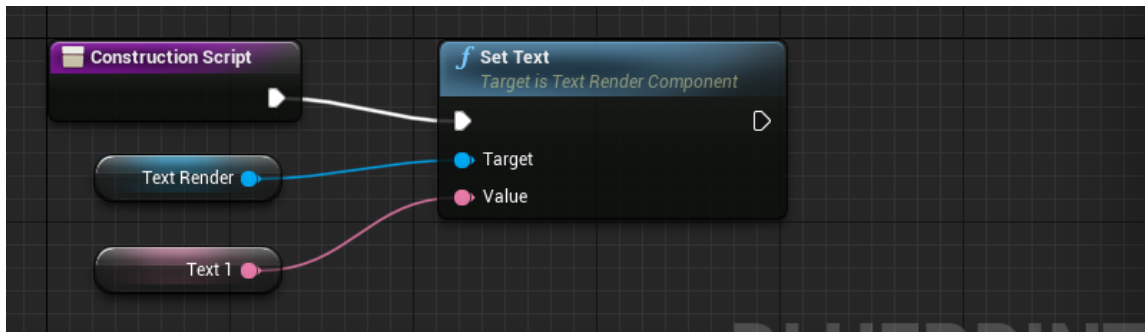 Construction Script
Set Text
Target is Text Render Component
Target
Text Render
Value
Text 1